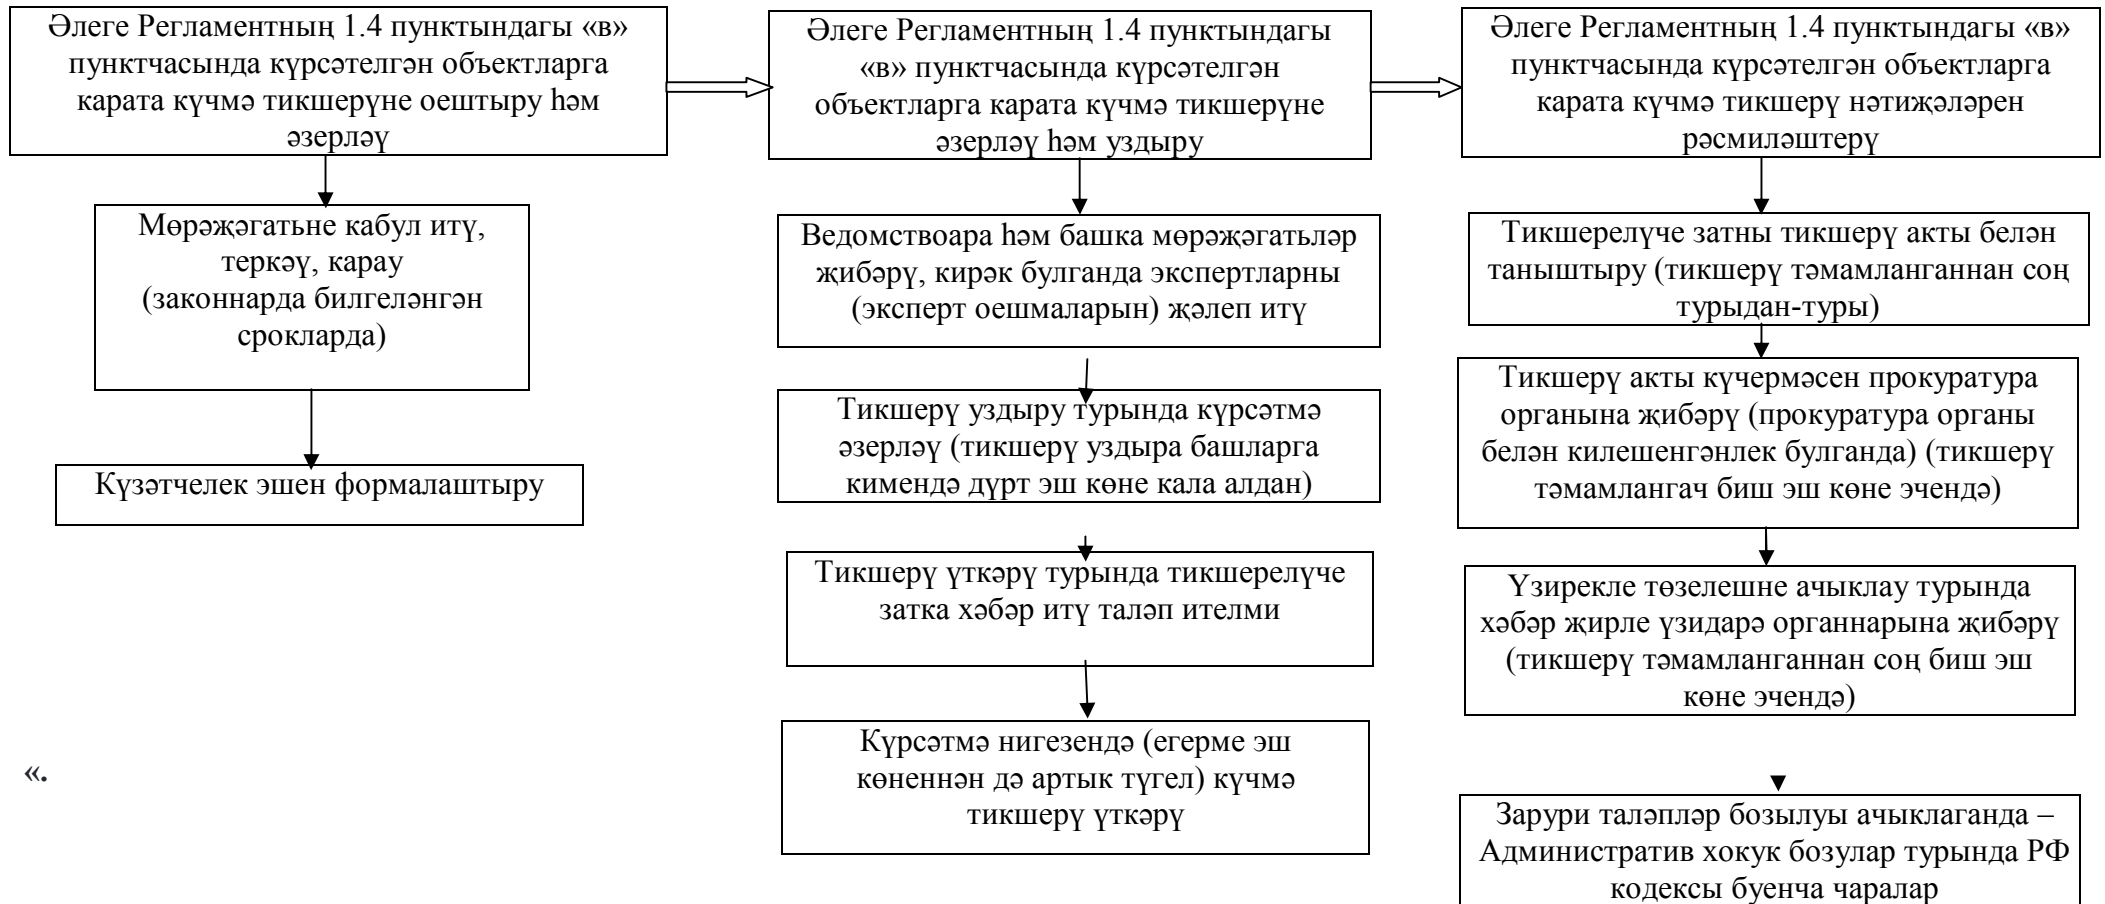 Әлеге Регламентның 1.4 пунктындагы «в»
пунктчасында күрсәтелгән объектларга
карата күчмә тикшерүне оештыру һәм
әзерләү
Мөрәҗәгатьне кабул итү,
теркәү, карау
(законнарда билгеләнгән
срокларда)
Күзәтчелек эшен формалаштыру
«.
Әлеге Регламентның 1.4 пунктындагы
«в» пунктчасында күрсәтелгән
объектларга карата күчмә тикшерүне
әзерләү һәм уздыру
Ведомствоара һәм башка мөрәҗәгатьләр
җибәрү, кирәк булганда экспертларны
(эксперт оешмаларын) җәлеп итү
Тикшерү уздыру турында күрсәтмә
әзерләү (тикшерү уздыра башларга
кимендә дүрт эш көне кала алдан)
Тикшерү үткәрү турында тикшерелүче
затка хәбәр итү таләп ителми
Күрсәтмә нигезендә (егерме эш
көненнән дә артык түгел) күчмә
тикшерү үткәрү
Әлеге Регламентның 1.4 пунктындагы «в»
пунктчасында күрсәтелгән объектларга
карата күчмә тикшерү нәтиҗәләрен
рәсмиләштерү
Тикшерелүче затны тикшерү акты белән
таныштыру (тикшерү тәмамланганнан соң
турыдан-туры)
Тикшерү акты күчермәсен прокуратура
органына җибәрү (прокуратура органы
белән килешенгәнлек булганда) (тикшерү
тәмамлангач биш эш көне эчендә)
Үзирекле төзелешне ачыклау турында
хәбәр җирле үзидарә органнарына җибәрү
(тикшерү тәмамланганнан соң биш эш
көне эчендә)
Зарури таләпләр бозылуы ачыклаганда –
Административ хокук бозулар турында РФ
кодексы буенча чаралар